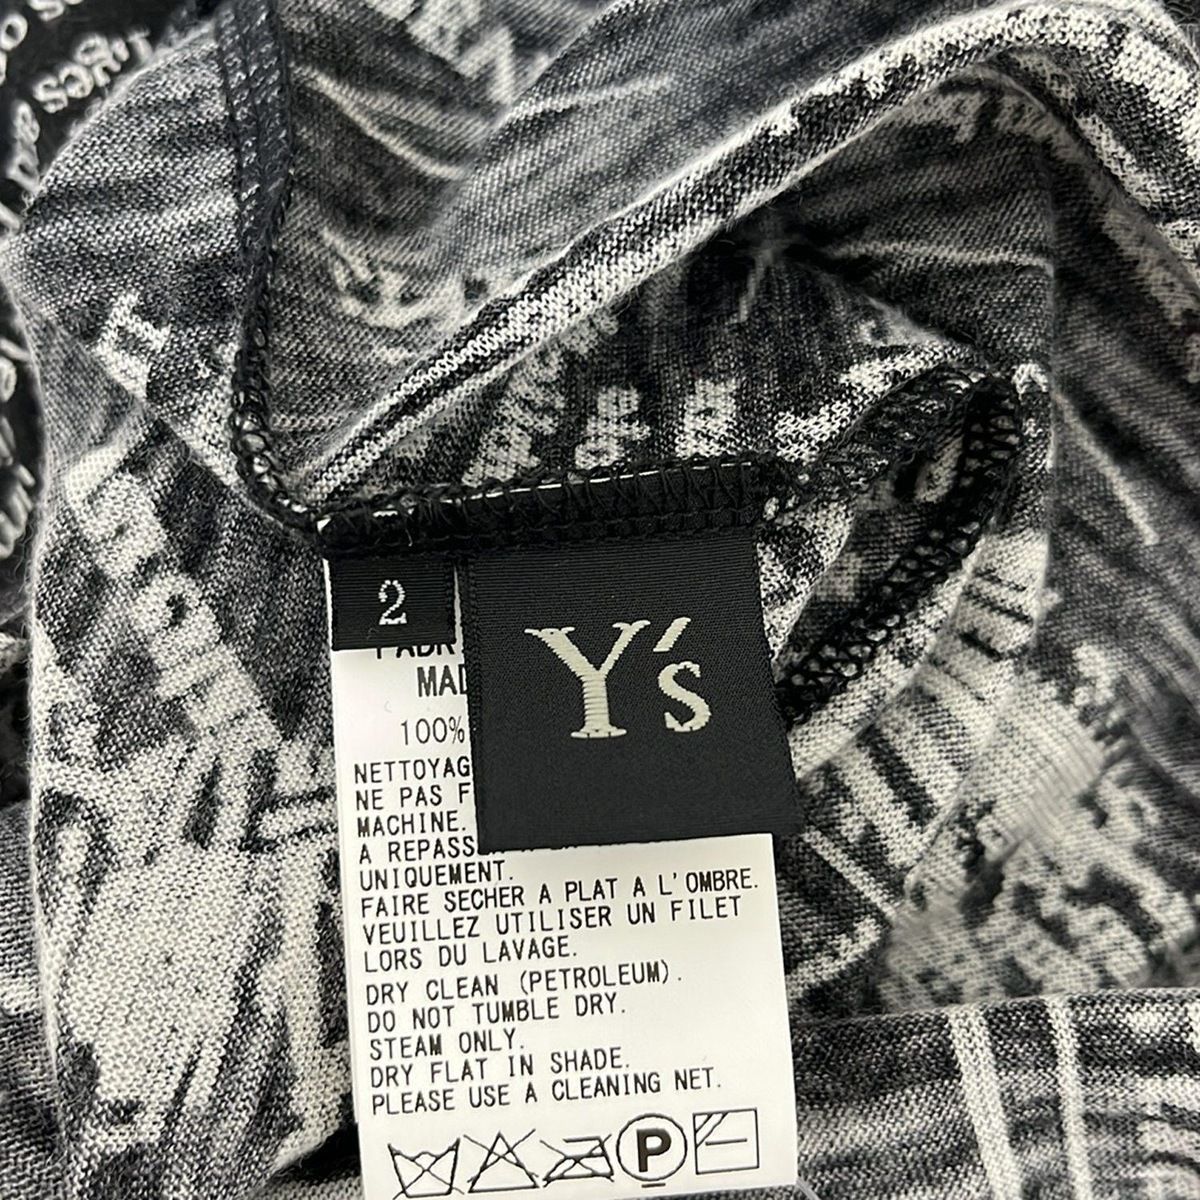 2
Y's
100%
NETTOYAG
NE PAS F
MACHINE.
A REPASS
UNIQUEMENT.
FAIRE SECHER A PLAT A L'OMBRE.
VEUILLEZ UTILISER UN FILET
LORS DU LAVAGE.
DRY CLEAN (PETROLEUM).
DO NOT TUMBLE DRY.
STEAM ONLY.
DRY FLAT IN SHADE.
PLEASE USE A CLEANING NET.
P